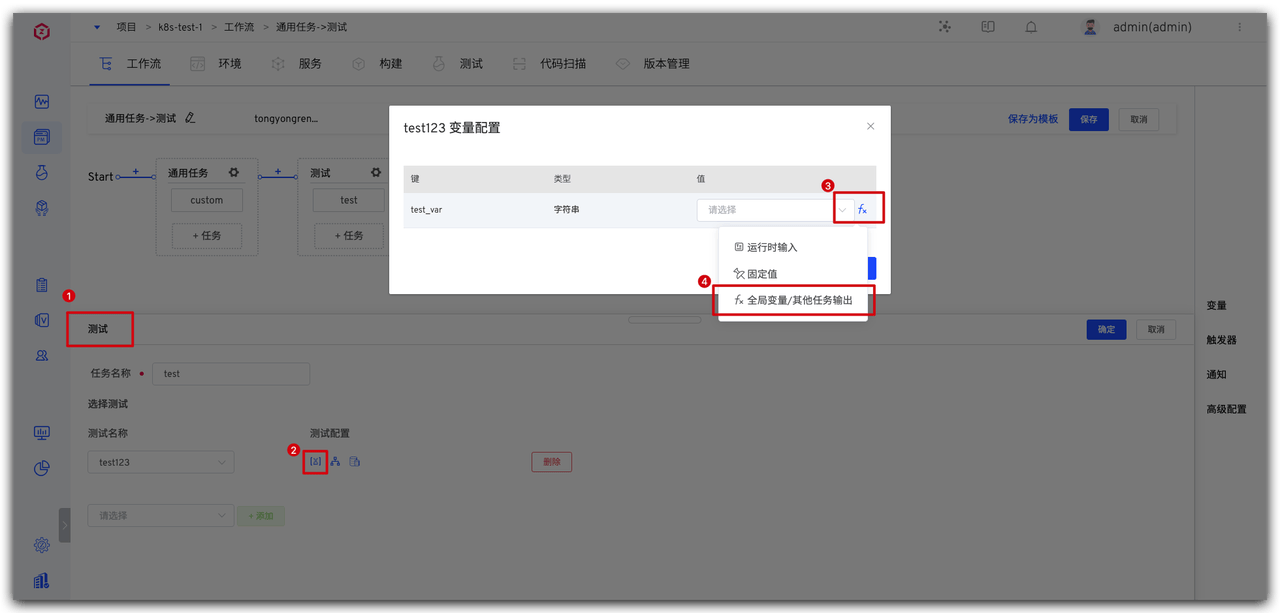 项目 > k8s-test-1 > 工作流 > 通用任务->测试
admin(admin)
工作流 环境 服务 构建 测试 代码扫描 版本管理
通用任务->测试 tongyongren...
保存为模板 保存 取消
Start
通用任务
custom
+ 任务
测试
test
+ 任务
test123 变量配置
键 类型 值
3
test_var 字符串 请选择 fx
运行时输入
固定值
4
fx 全局变量/其他任务输出
1
测试
确定 取消
任务名称 test
选择测试
测试名称 测试配置
2
test123 删除
请选择 + 添加
变量
触发器
通知
高级配置